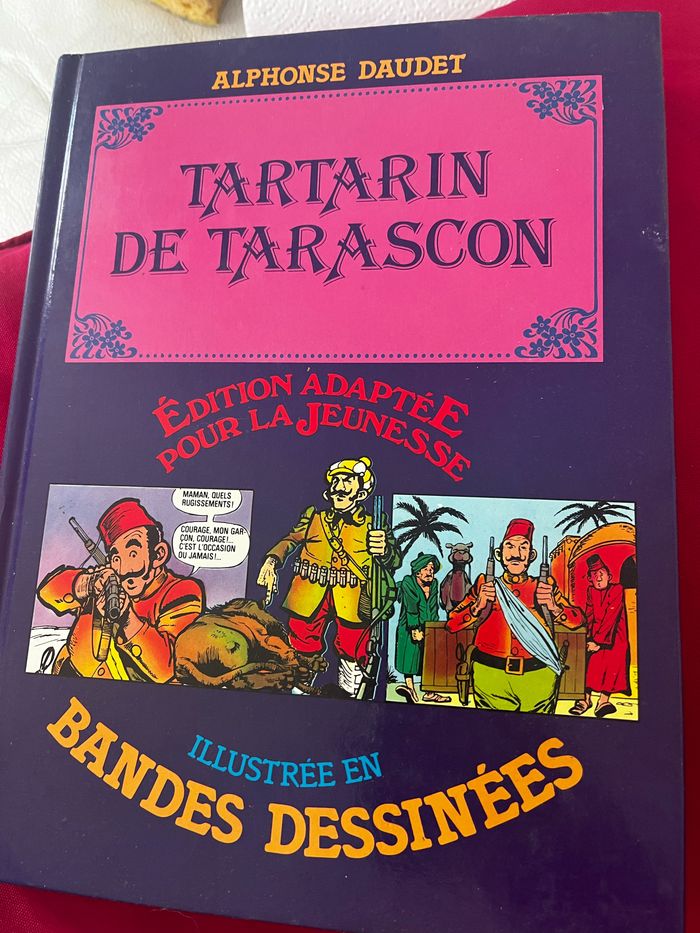 ALPHONSE DAUDET
TARTARIN
DE TARASCON
ÉDITION ADAPTÉE
POUR LA JEUNESSE
MAMAN, QUELS
RUGISSEMENTS!
COURAGE, MON GAR-
ÇON, COURAGE!...
C'EST L'OCCASION
OU JAMAIS!...
ILLUSTRÉE EN
BANDES DESSINÉES